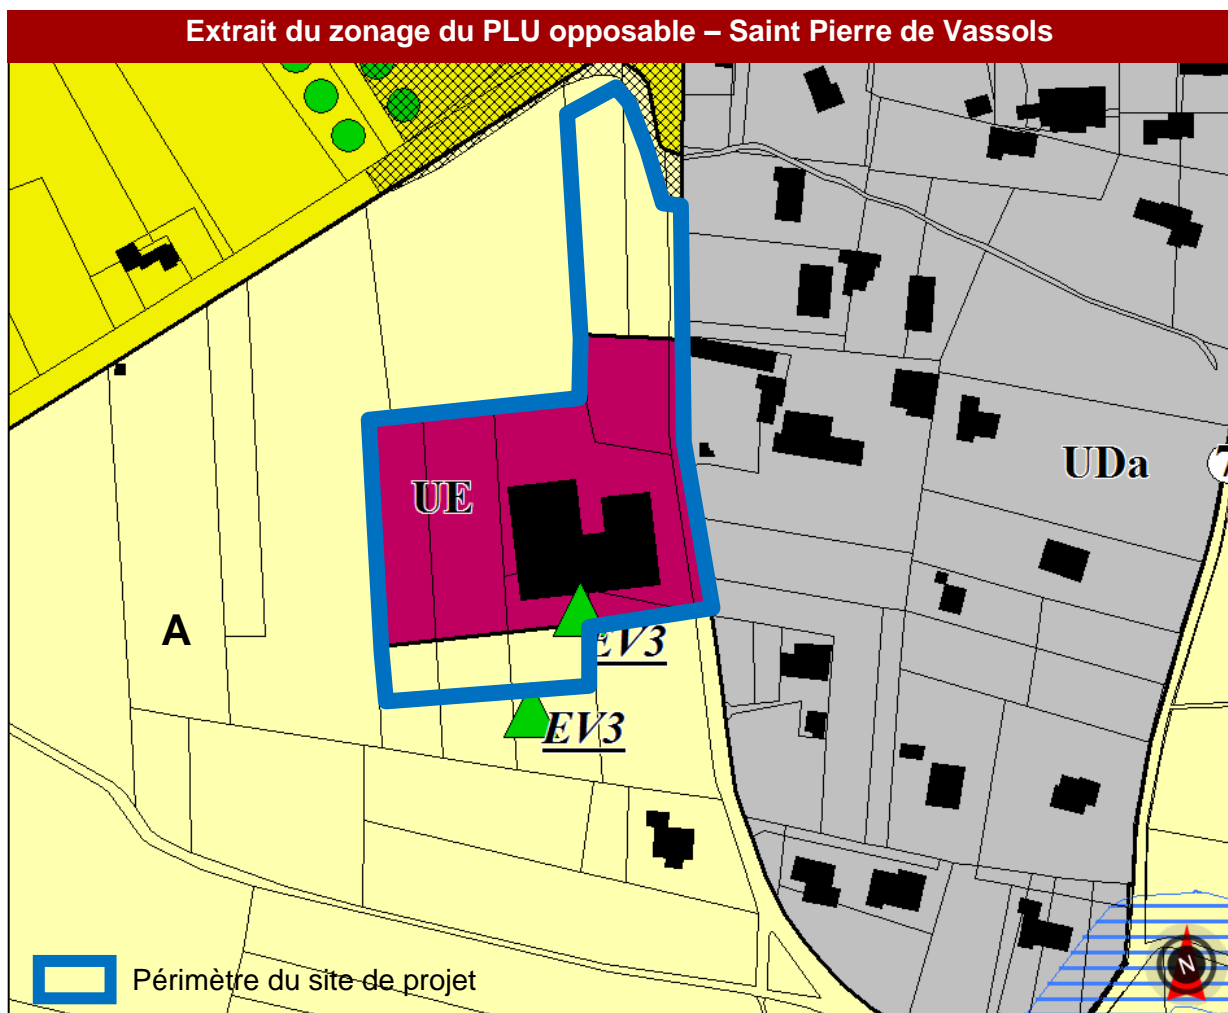 Extrait du zonage du PLU opposable – Saint Pierre de Vassols
UDa
7
UE
A
EV3
EV3
Périmètre du site de projet
N